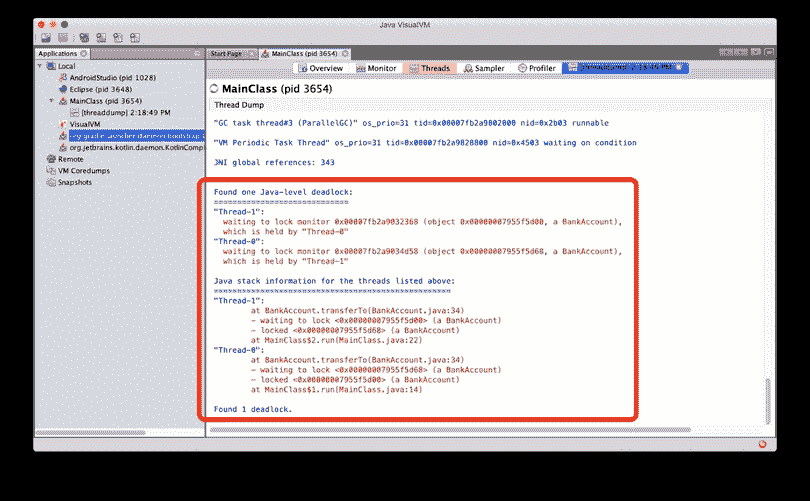 Java VisualVM
Applications
Start Page
MainClass (pid 3654)
Local
AndroidStudio (pid 1028)
Eclipse (pid 3648)
MainClass (pid 3654)
[threaddump] 2:18:49 PM
VisualVM
org.jetbrains.kotlin.daemon.KotlinComp
Remote
VM Coredumps
Snapshots
Overview
Monitor
Threads
Sampler
Profiler
MainClass (pid 3654)
Thread Dump
"GC task thread#3 (ParallelGC)" os_prio=31 tid=0x00007fb2a9802000 nid=0x2b03 runnable
"VM Periodic Task Thread" os_prio=31 tid=0x00007fb2a9828800 nid=0x4503 waiting on condition
JNI global references: 343
Found one Java-level deadlock:
=============================
"Thread-1":
waiting to lock monitor 0x00007fb2a9032368 (object 0x00000007955f5d00, a BankAccount),
which is held by "Thread-0"
"Thread-0":
waiting to lock monitor 0x00007fb2a9034d58 (object 0x00000007955f5d68, a BankAccount),
which is held by "Thread-1"
Java stack information for the threads listed above:
===================================================
"Thread-1":
at BankAccount.transferTo(BankAccount.java:34)
- waiting to lock <0x00000007955f5d00> (a BankAccount)
- locked <0x00000007955f5d68> (a BankAccount)
at MainClass$2.run(MainClass.java:22)
"Thread-0":
at BankAccount.transferTo(BankAccount.java:34)
- waiting to lock <0x00000007955f5d68> (a BankAccount)
- locked <0x00000007955f5d00> (a BankAccount)
at MainClass$1.run(MainClass.java:14)
Found 1 deadlock.